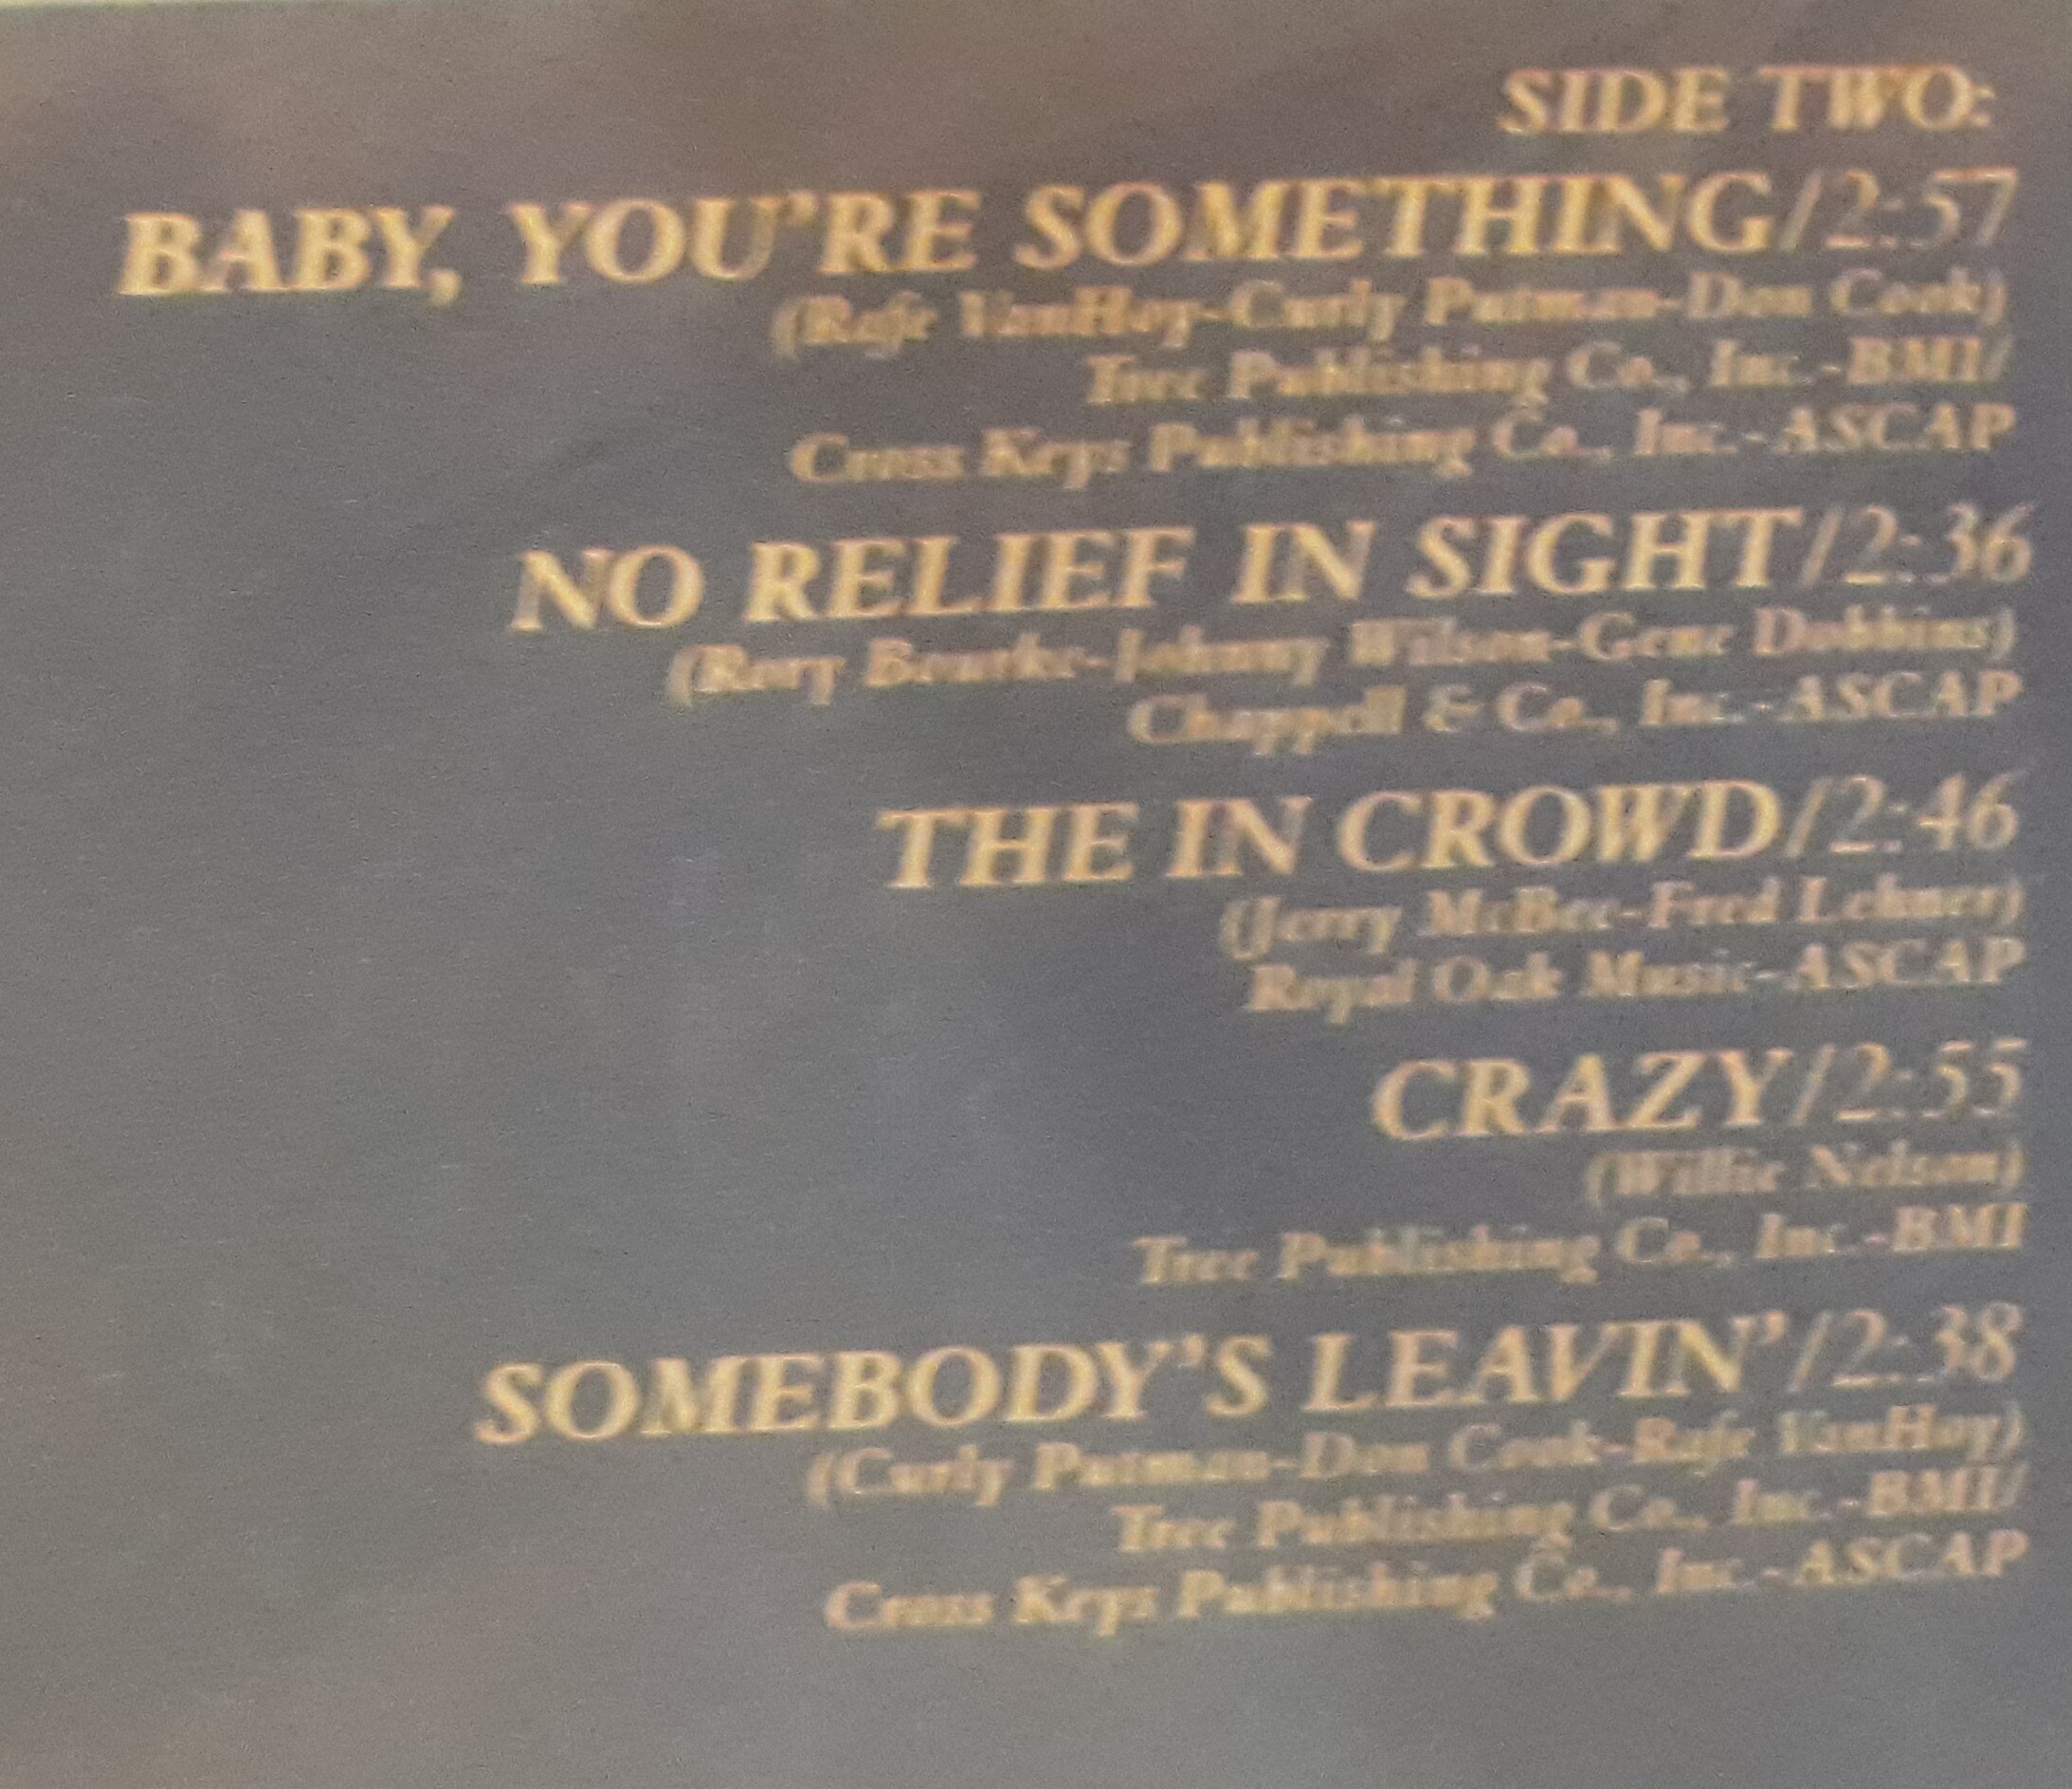 SIDE TWO:
BABY, YOU'RE SOMETHING/2:57
(Rafe VanHoy-Curly Putman-Don Cook)
Tree Publishing Co., Inc.-BMI/
Cross Keys Publishing Co., Inc.-ASCAP
NO RELIEF IN SIGHT/2:36
(Rory Bourke-Johnny Wilson-Gene Dobbins)
Chappell & Co., Inc.-ASCAP
THE IN CROWD/2:46
(Jerry McBee-Fred Lehner)
Royal Oak Music-ASCAP
CRAZY/2:55
(Willie Nelson)
Tree Publishing Co., Inc.-BMI
SOMEBODY'S LEAVIN'/2:38
(Curly Putman-Don Cook-Rafe VanHoy)
Tree Publishing Co., Inc.-BMI/
Cross Keys Publishing Co., Inc.-ASCAP